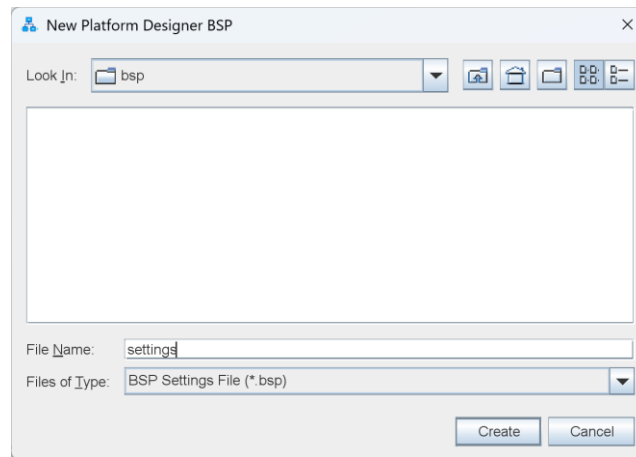 New Platform Designer BSP
Look In: bsp
File Name: settings
Files of Type: BSP Settings File (*.bsp)
Create Cancel